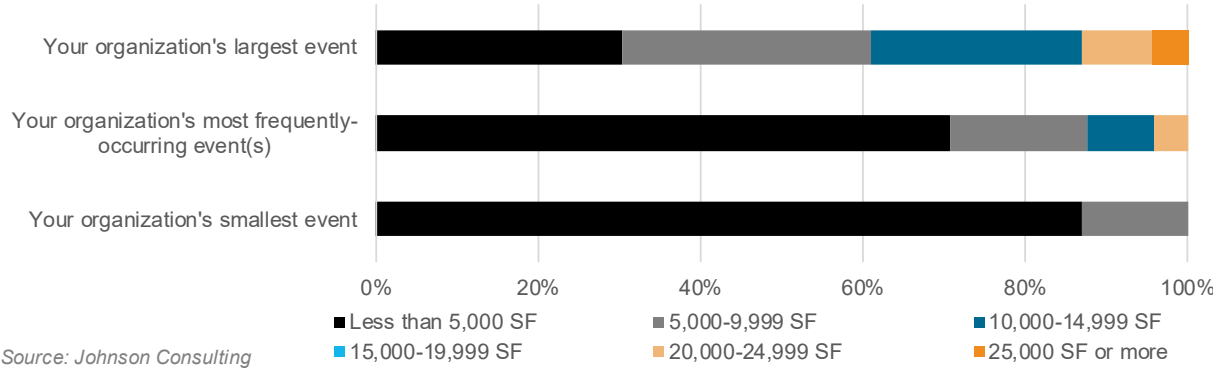 Your organization's largest event
Your organization's most frequently-
occurring event(s)
Your organization's smallest event
0% 20% 40% 60% 80% 100%
Less than 5,000 SF 5,000-9,999 SF 10,000-14,999 SF
15,000-19,999 SF 20,000-24,999 SF 25,000 SF or more
Source: Johnson Consulting